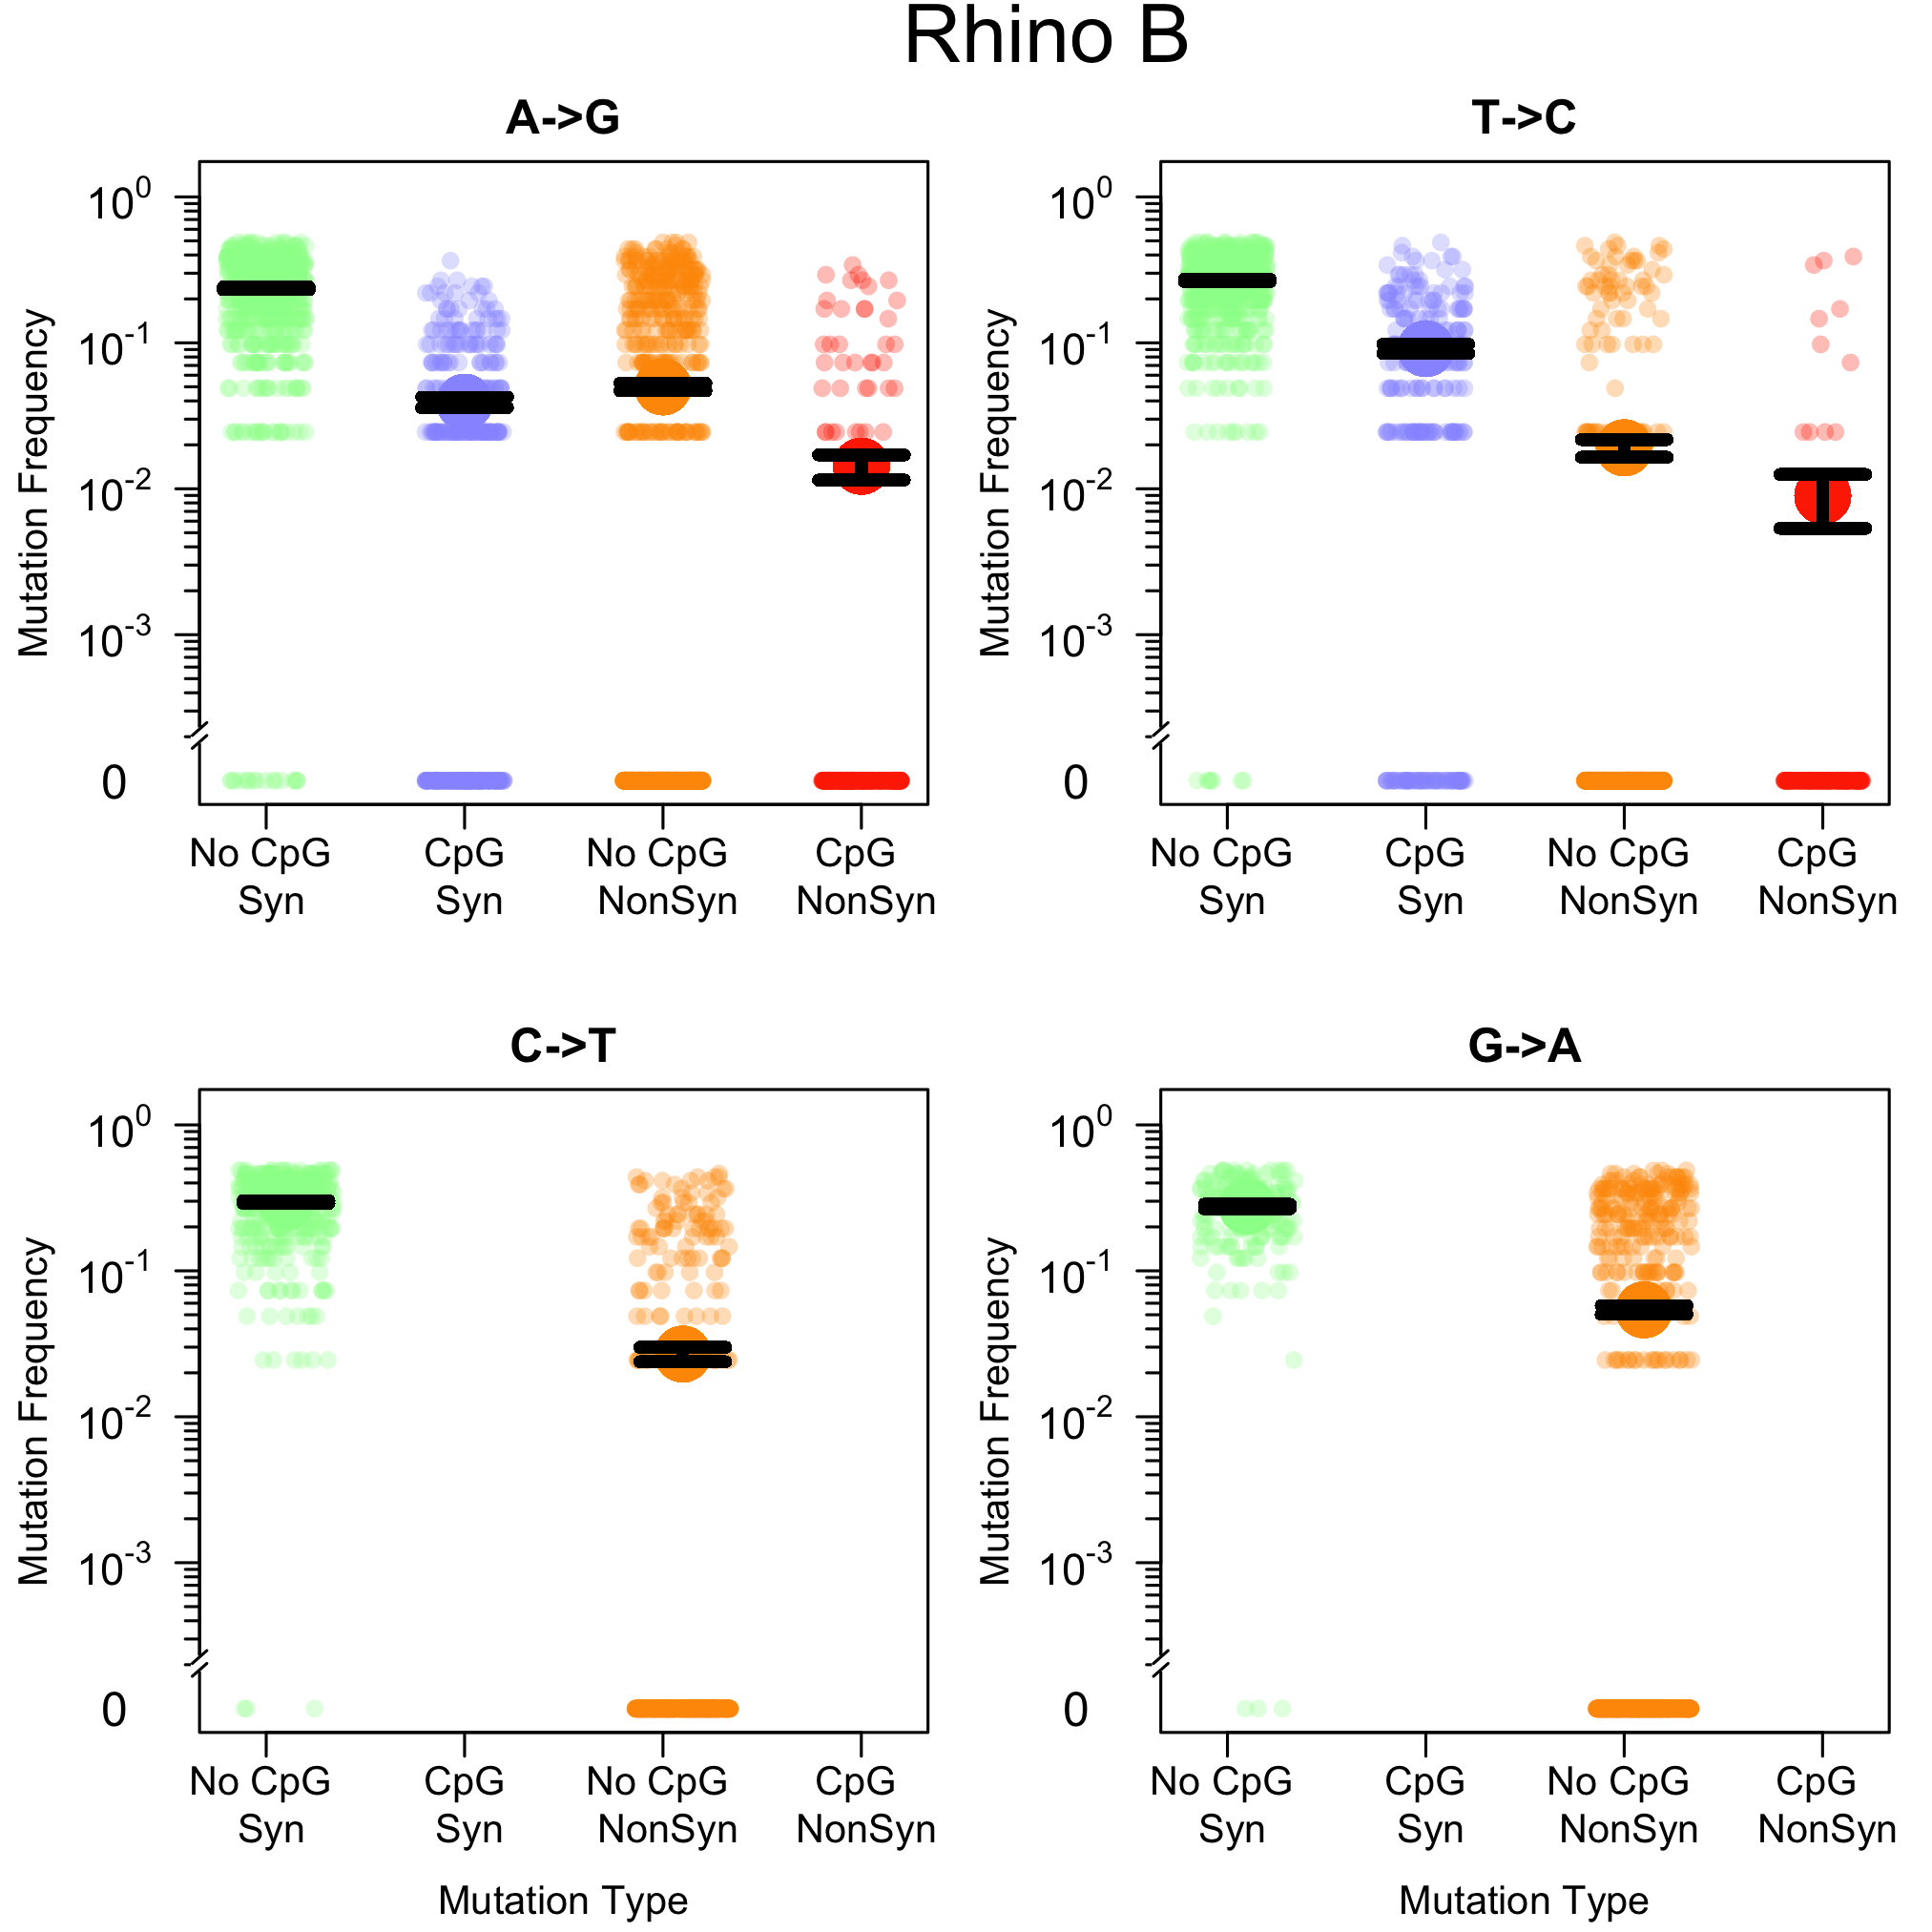 Rhino B
A->G
Mutation Frequency
10^0
10^-1
10^-2
10^-3
0
No CpG CpG No CpG CpG
Syn Syn NonSyn NonSyn
T->C
Mutation Frequency
10^0
10^-1
10^-2
10^-3
0
No CpG CpG No CpG CpG
Syn Syn NonSyn NonSyn
C->T
Mutation Frequency
10^0
10^-1
10^-2
10^-3
0
No CpG CpG No CpG CpG
Syn Syn NonSyn NonSyn
Mutation Type
G->A
Mutation Frequency
10^0
10^-1
10^-2
10^-3
0
No CpG CpG No CpG CpG
Syn Syn NonSyn NonSyn
Mutation Type